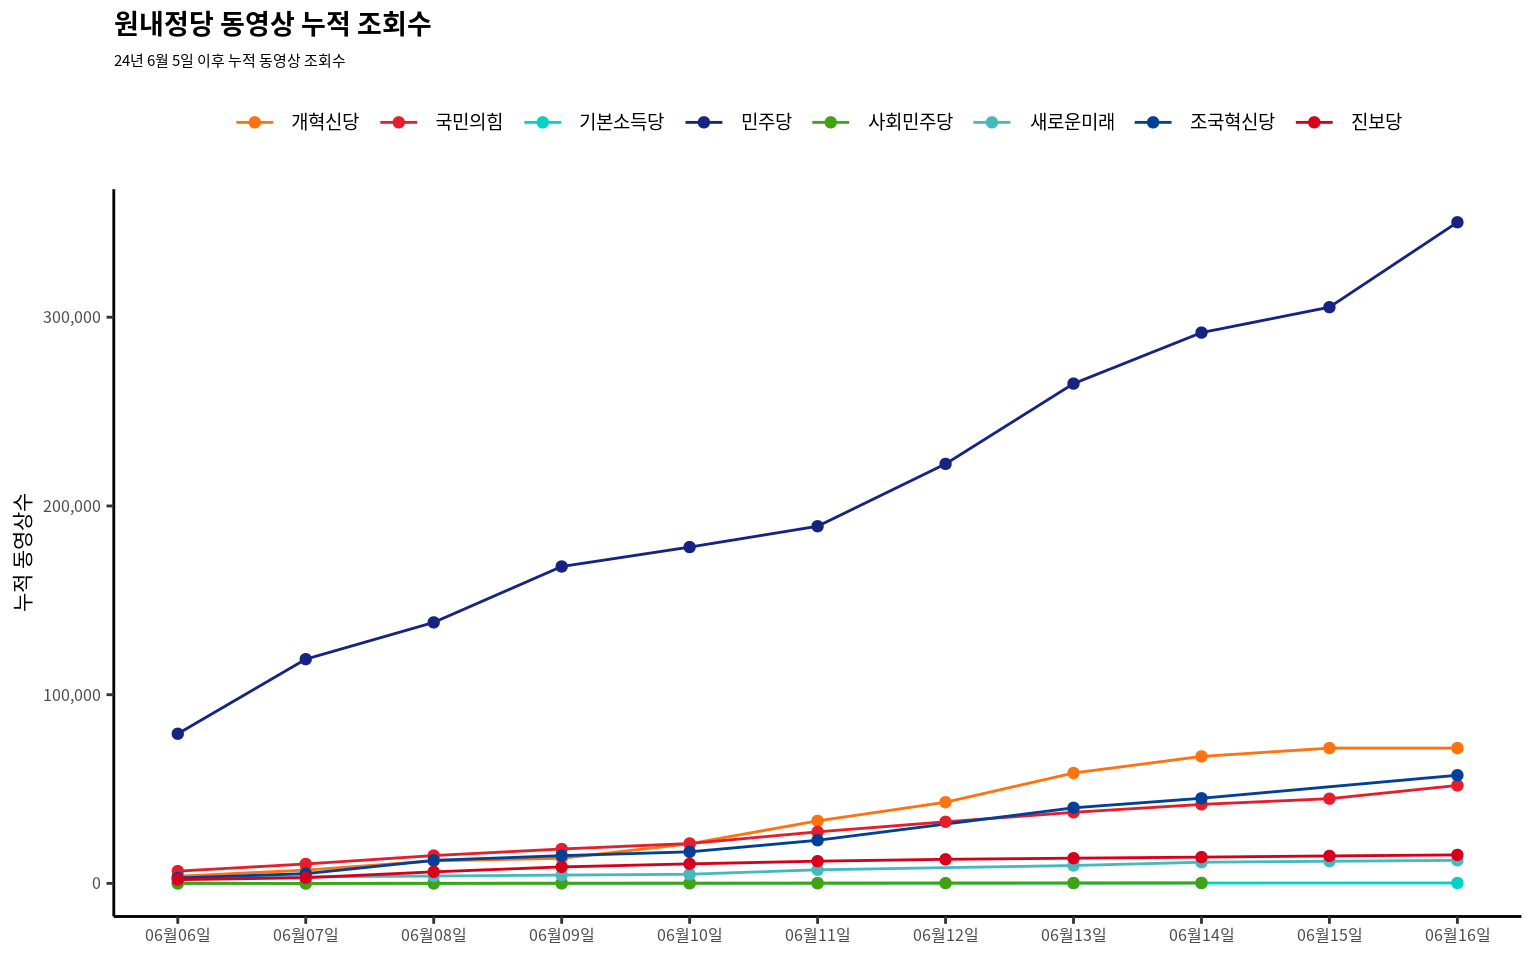 원내정당 동영상 누적 조회수
24년 6월 5일 이후 누적 동영상 조회수
개혁신당 국민의힘 기본소득당 민주당 사회민주당 새로운미래 조국혁신당 진보당
누적 동영상수
300,000
200,000
100,000
0
06월06일 06월07일 06월08일 06월09일 06월10일 06월11일 06월12일 06월13일 06월14일 06월15일 06월16일